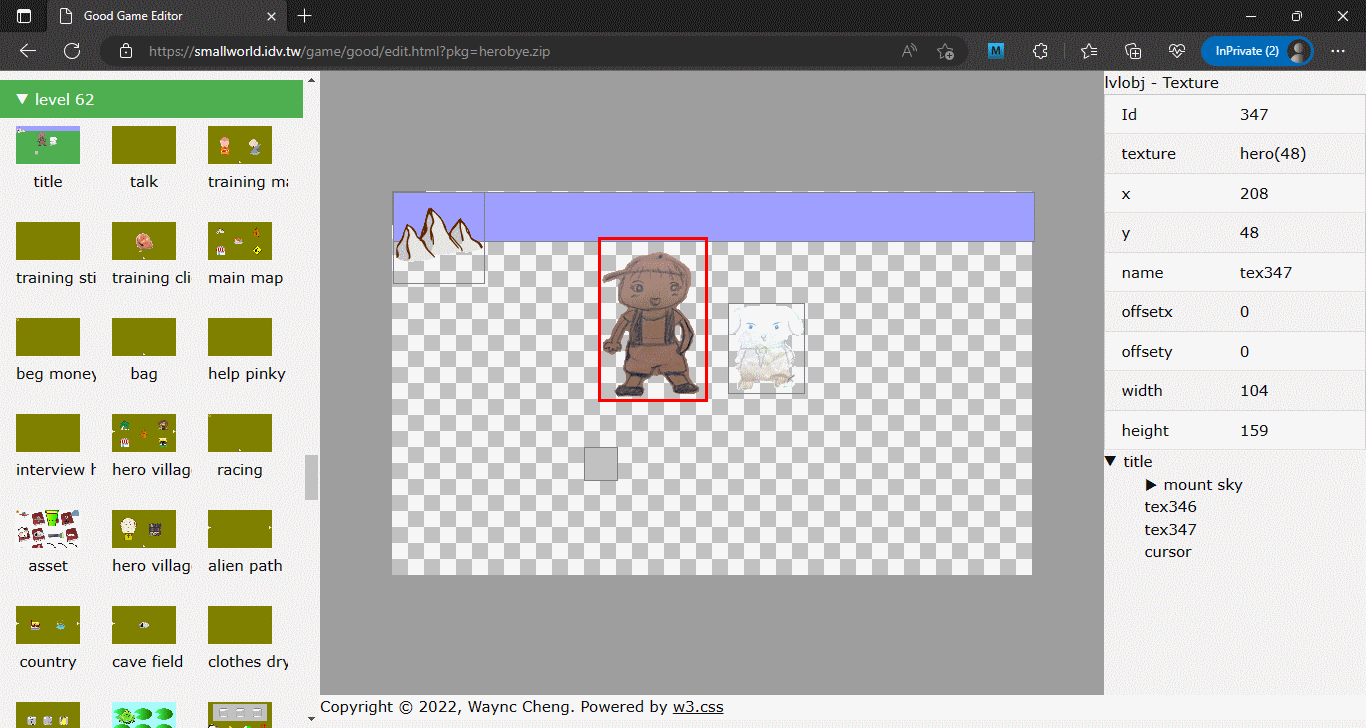 Good Game Editor
https://smallworld.idv.tw/game/good/edit.html?pkg=herobye.zip
InPrivate (2)
▼ level 62
title talk training ma
training sti training cli main map
beg money bag help pinky
interview h hero villag racing
asset hero villag alien path
country cave field clothes dry
lvlobj - Texture
Id 347
texture hero(48)
x 208
y 48
name tex347
offsetx 0
offsety 0
width 104
height 159
▼ title
▶ mount sky
tex346
tex347
cursor
Copyright © 2022, Waync Cheng. Powered by w3.css